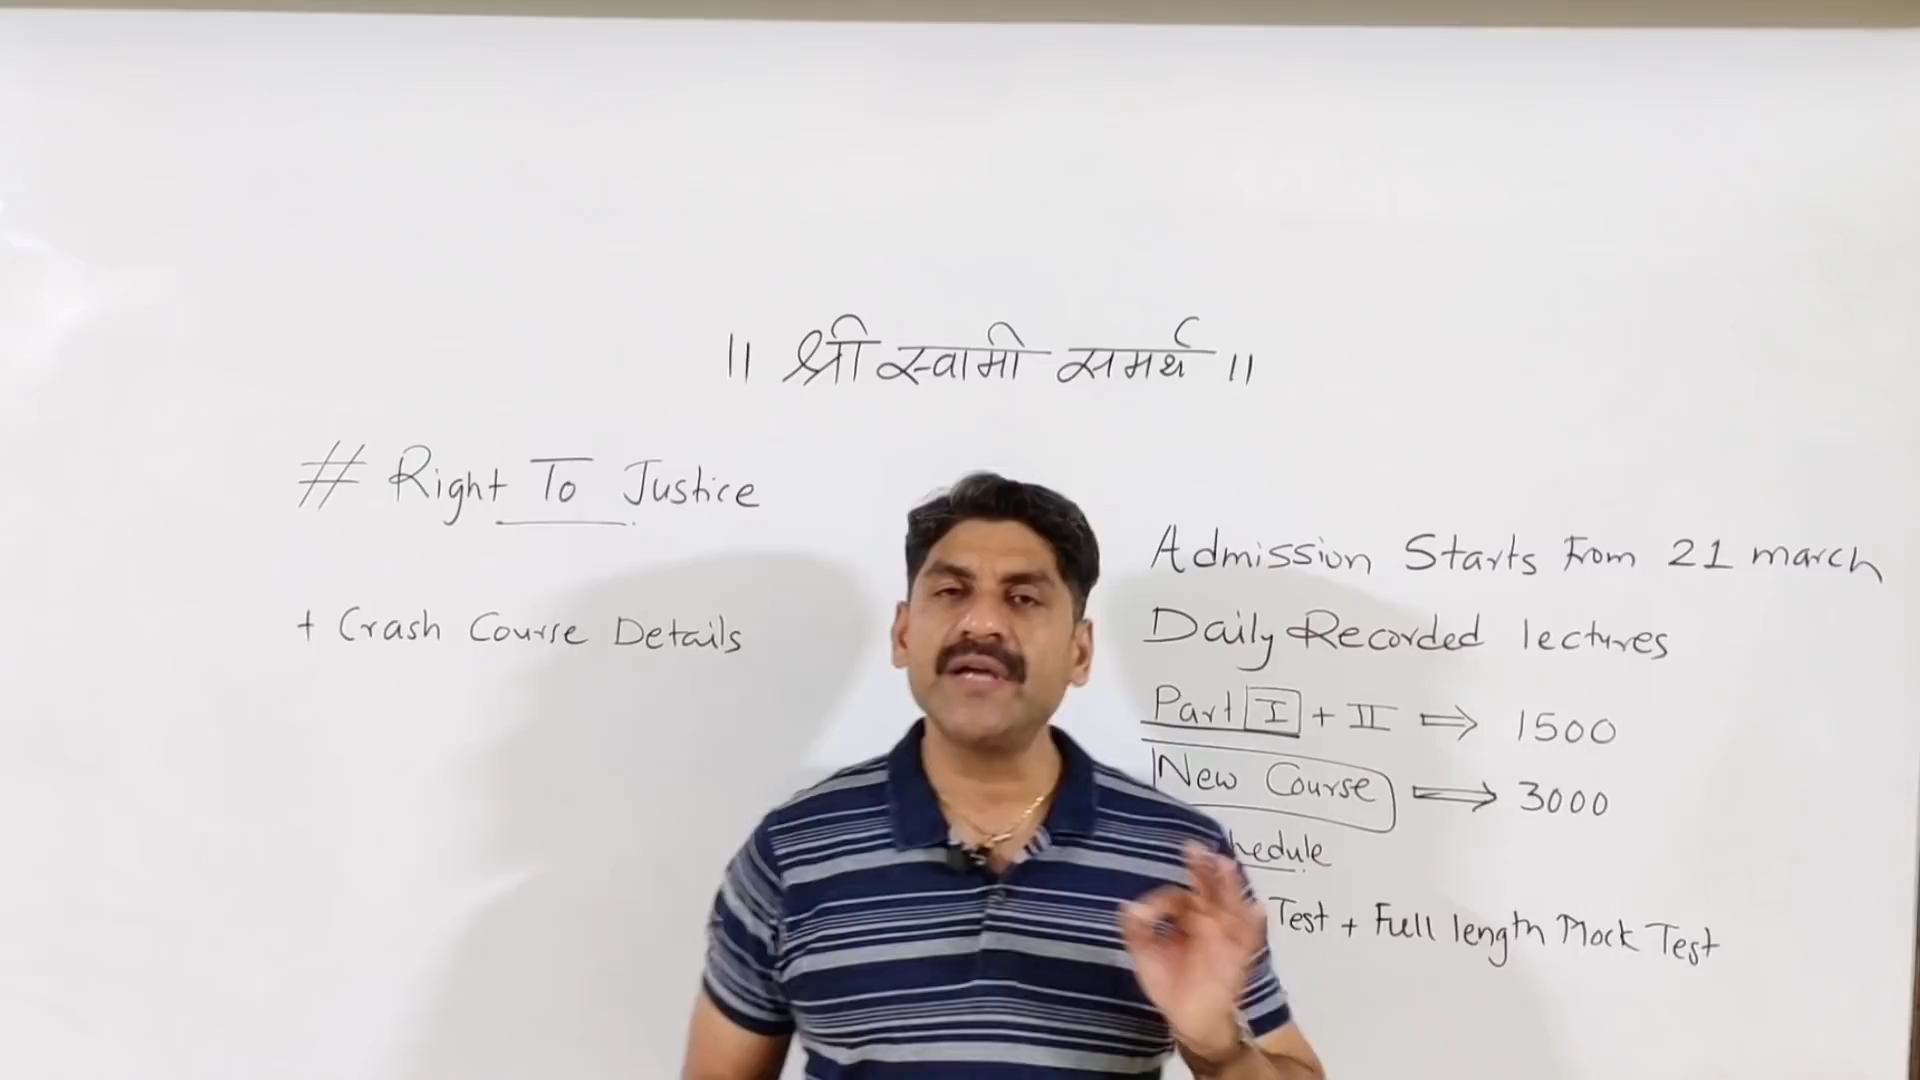 ॥ श्री स्वामी समर्थ ॥
# Right To Justice
+ Crash Course Details
Admission Starts From 21 march
Daily Recorded lectures
Part I + II ⇒ 1500
New Course ⇒ 3000
Test + Full length Mock Test